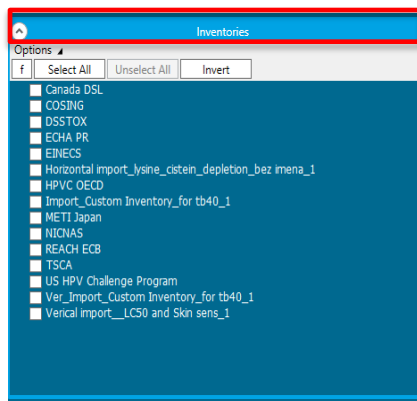 Inventories
Options
f Select All Unselect All Invert
Canada DSL
COSING
DSSTOX
ECHA PR
EINECS
Horizontal import_lysine_cistein_depletion_bez imena_1
HPVC OECD
Import_Custom Inventory_for tb40_1
METI Japan
NICNAS
REACH ECB
TSCA
US HPV Challenge Program
Ver_Import_Custom Inventory_for tb40_1
Verical import__LC50 and Skin sens_1